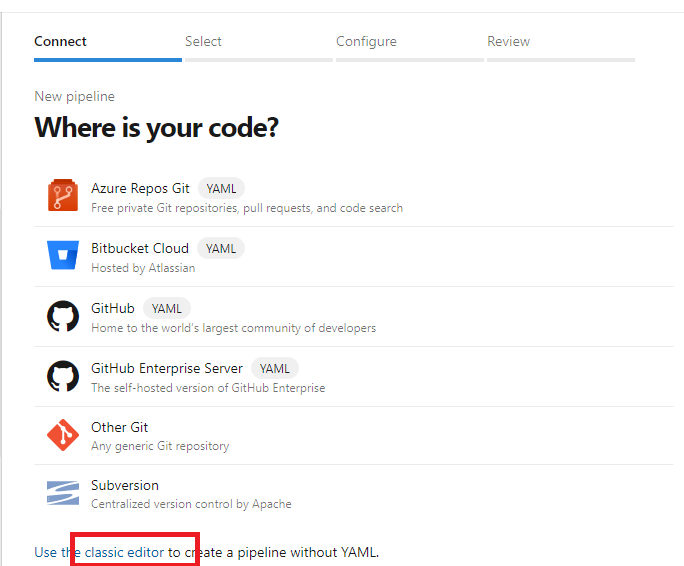 Connect Select Configure Review
New pipeline
Where is your code?
Azure Repos Git YAML
Free private Git repositories, pull requests, and code search
Bitbucket Cloud YAML
Hosted by Atlassian
GitHub YAML
Home to the world's largest community of developers
GitHub Enterprise Server YAML
The self-hosted version of GitHub Enterprise
Other Git
Any generic Git repository
Subversion
Centralized version control by Apache
Use the classic editor to create a pipeline without YAML.